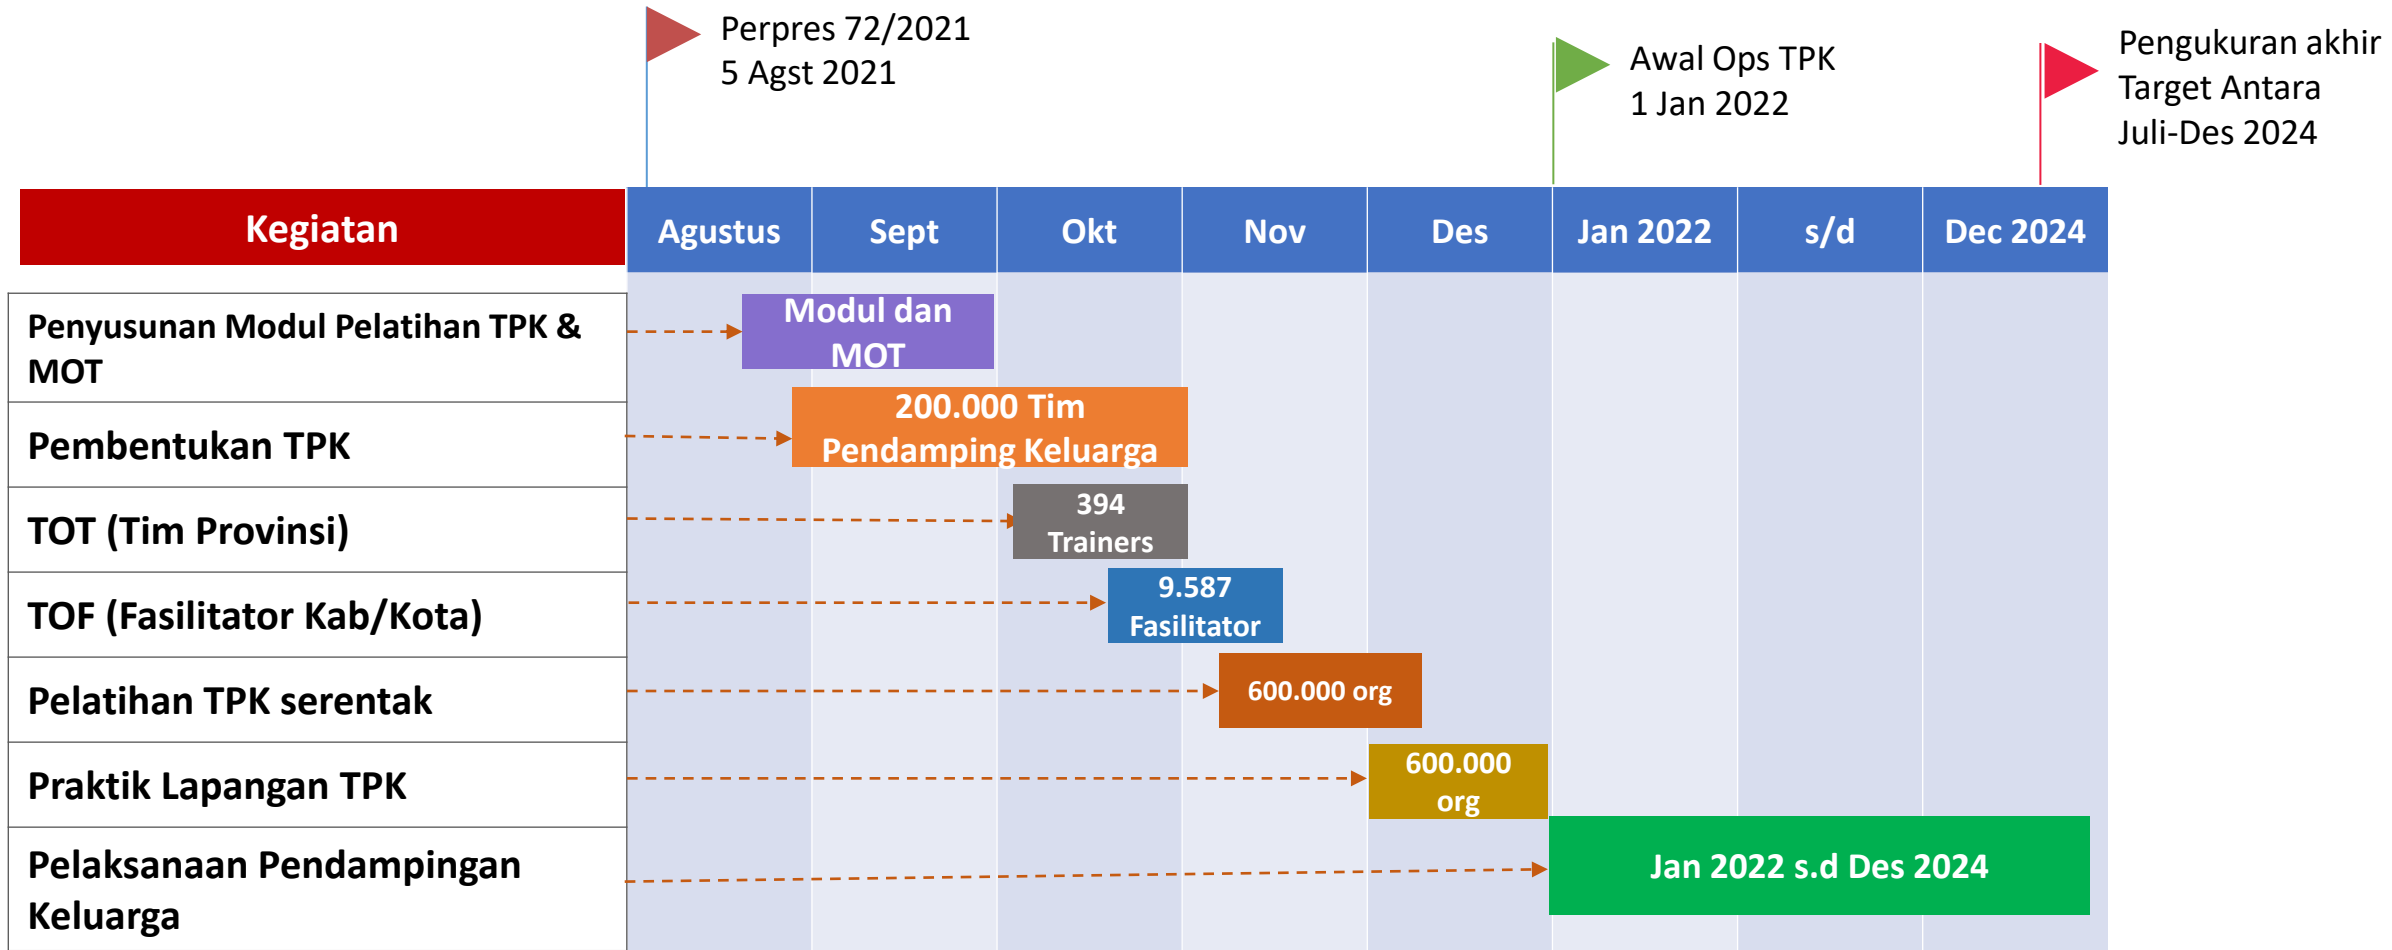 Perpres 72/2021
5 Agst 2021
Awal Ops TPK
1 Jan 2022
Pengukuran akhir
Target Antara
Juli-Des 2024
Kegiatan
Agustus
Sept
Okt
Nov
Des
Jan 2022
s/d
Dec 2024
Penyusunan Modul Pelatihan TPK &
MOT
Modul dan
MOT
Pembentukan TPK
200.000 Tim
Pendamping Keluarga
TOT (Tim Provinsi)
394
Trainers
TOF (Fasilitator Kab/Kota)
9.587
Fasilitator
Pelatihan TPK serentak
600.000 org
Praktik Lapangan TPK
600.000
org
Pelaksanaan Pendampingan
Keluarga
Jan 2022 s.d Des 2024